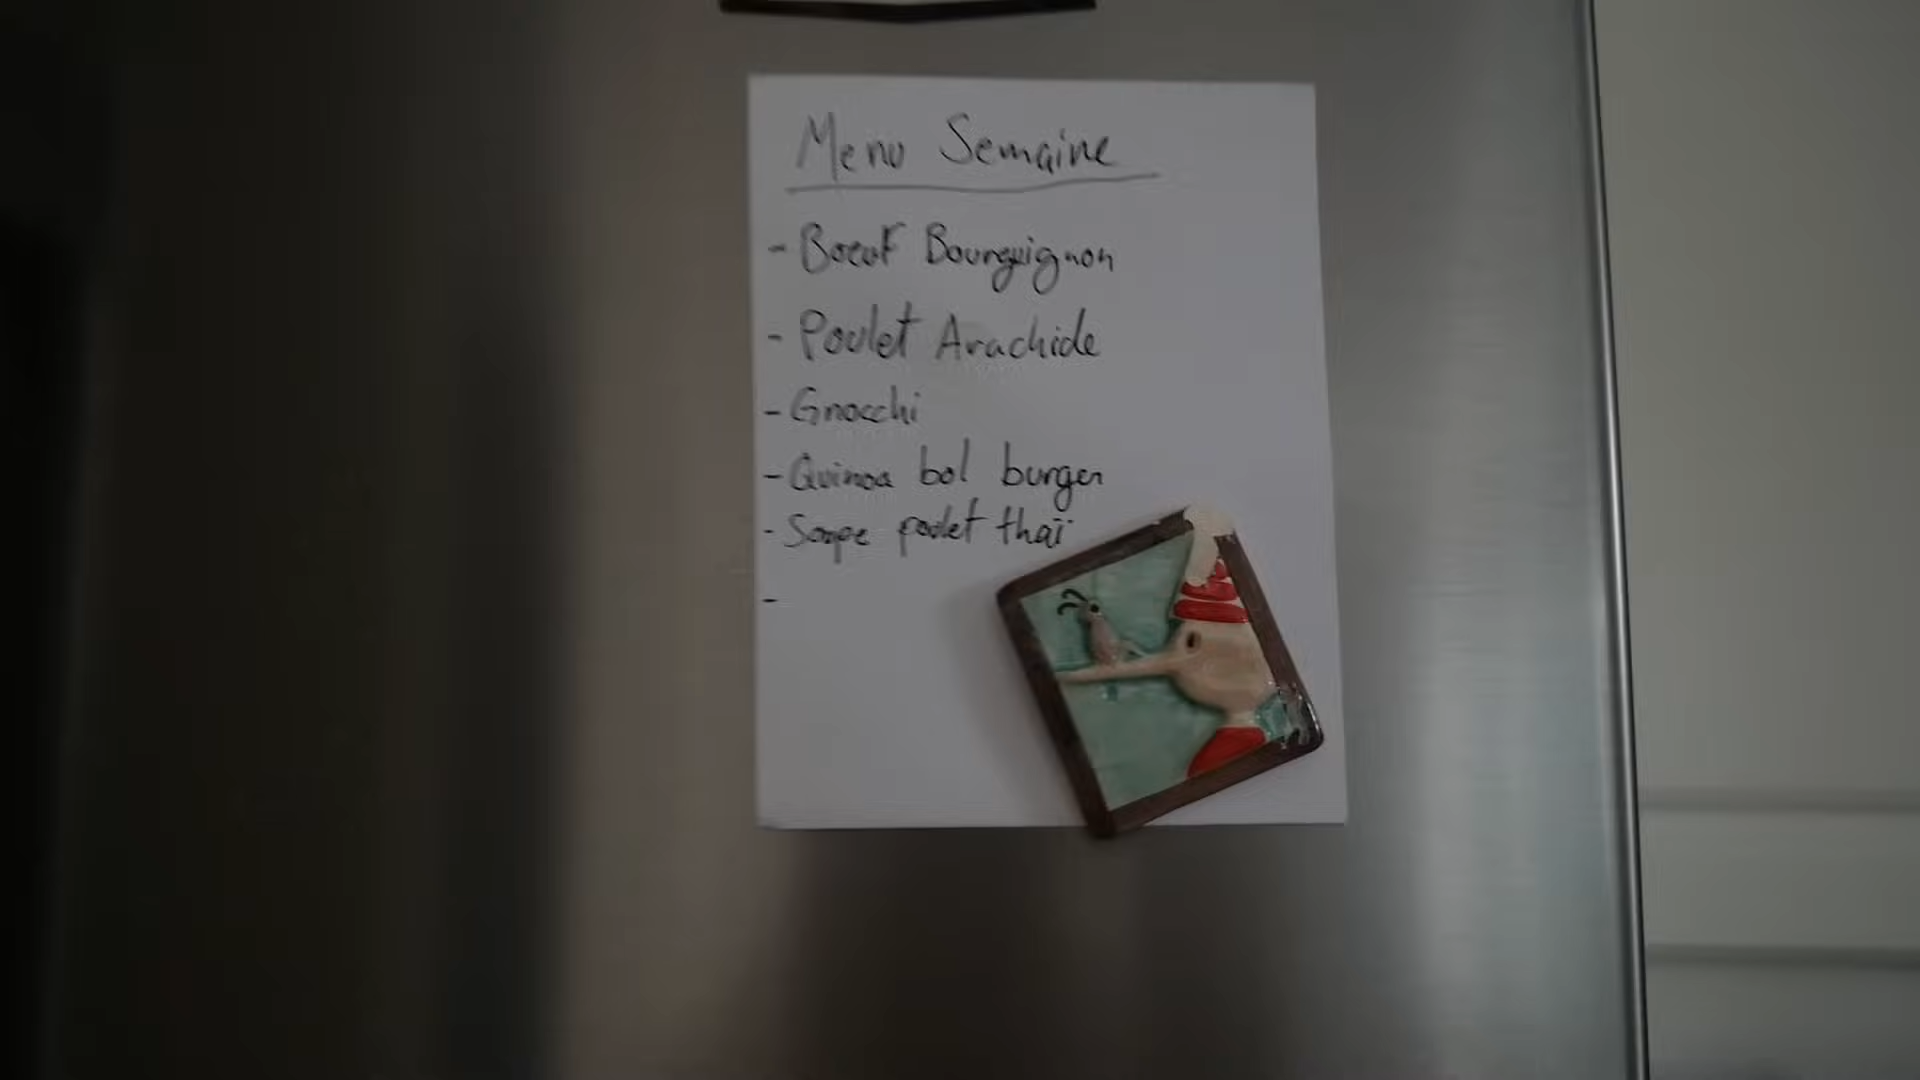 Menu Semaine
- Boeuf Bourguignon
- Poulet Arachide
- Gnocchi
- Quinoa bol burger
- Soupe poulet thaï
-